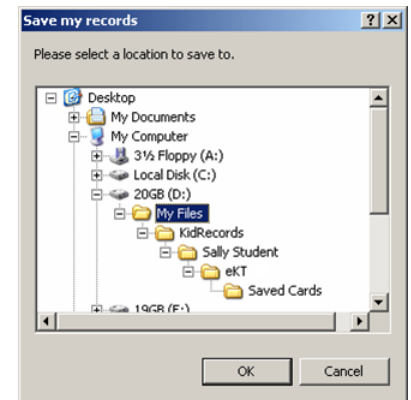 Save my records
Please select a location to save to.
Desktop
My Documents
My Computer
3½ Floppy (A:)
Local Disk (C:)
20GB (D:)
My Files
KidRecords
Sally Student
eKT
Saved Cards
19GB (E:)
OK
Cancel